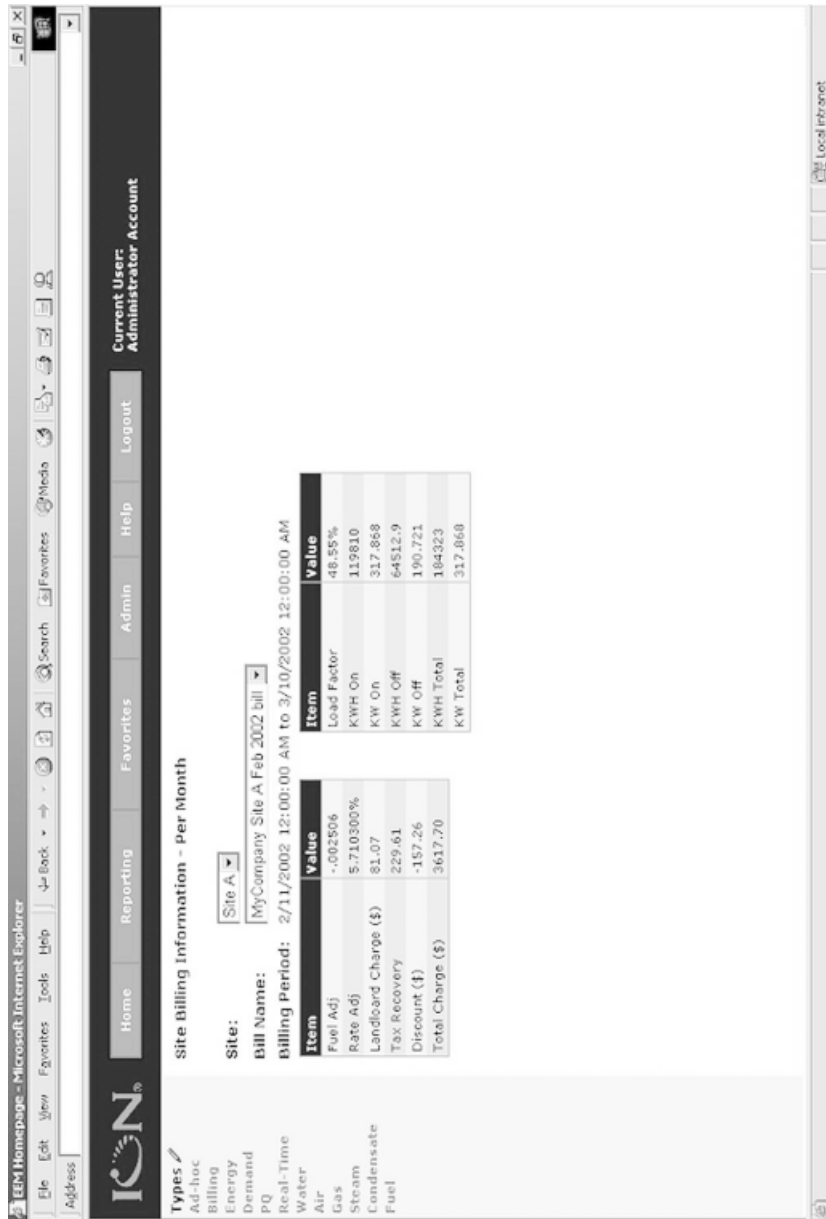 EEM Homepage - Microsoft Internet Explorer
File Edit View Favorites Tools Help
Back Search Favorites Media
Address
ION®
Home Reporting Favorites Admin Help Logout
Current User:
Administrator Account
Types
Ad-hoc
Billing
Energy
Demand
PQ
Real-Time
Water
Air
Gas
Steam
Condensate
Fuel
Site Billing Information - Per Month
Site: Site A
Bill Name: MyCompany Site A Feb 2002 bill
Billing Period: 2/11/2002 12:00:00 AM to 3/10/2002 12:00:00 AM
Item Value
Fuel Adj -.002506
Rate Adj 5.710300%
Landloard Charge ($) 81.07
Tax Recovery 229.61
Discount ($) -157.26
Total Charge ($) 3617.70
Item Value
Load Factor 48.55%
KWH On 119810
KW On 317.868
KWH Off 64512.9
KW Off 190.721
KWH Total 184323
KW Total 317.868
Local intranet